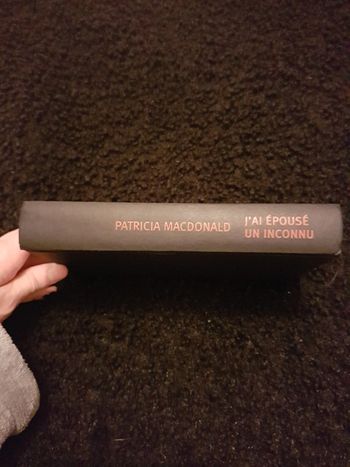 PATRICIA MACDONALD
J'AI ÉPOUSÉ
UN INCONNU